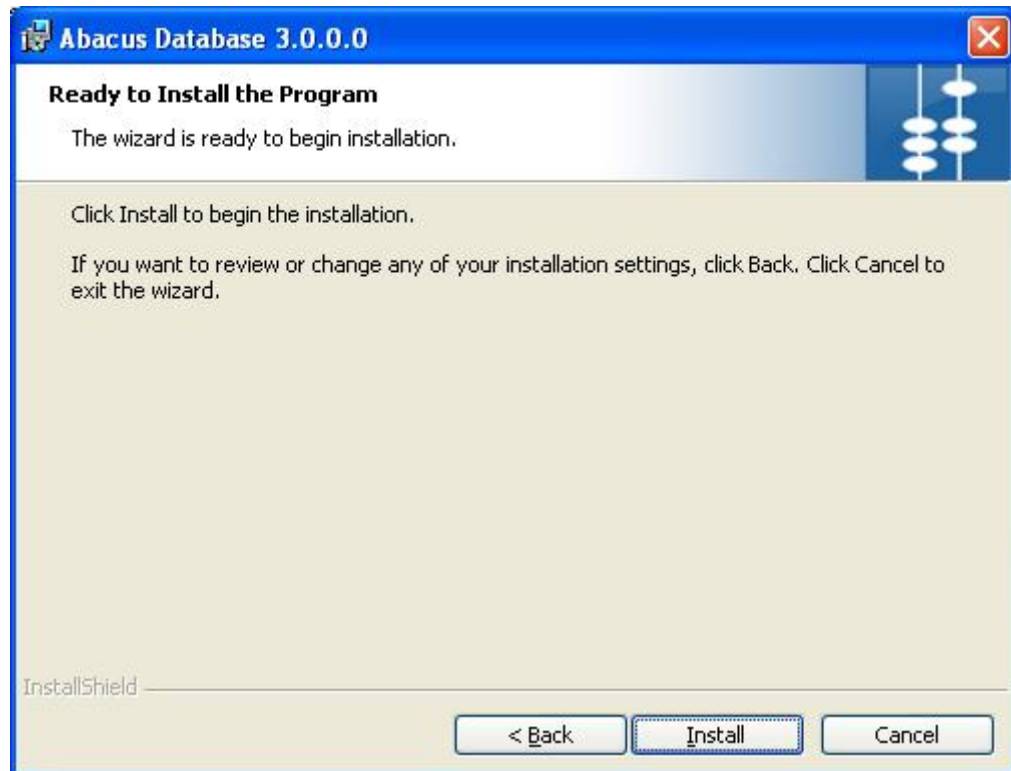 Abacus Database 3.0.0.0
Ready to Install the Program
The wizard is ready to begin installation.
Click Install to begin the installation.
If you want to review or change any of your installation settings, click Back. Click Cancel to
exit the wizard.
InstallShield
< Back
Install
Cancel